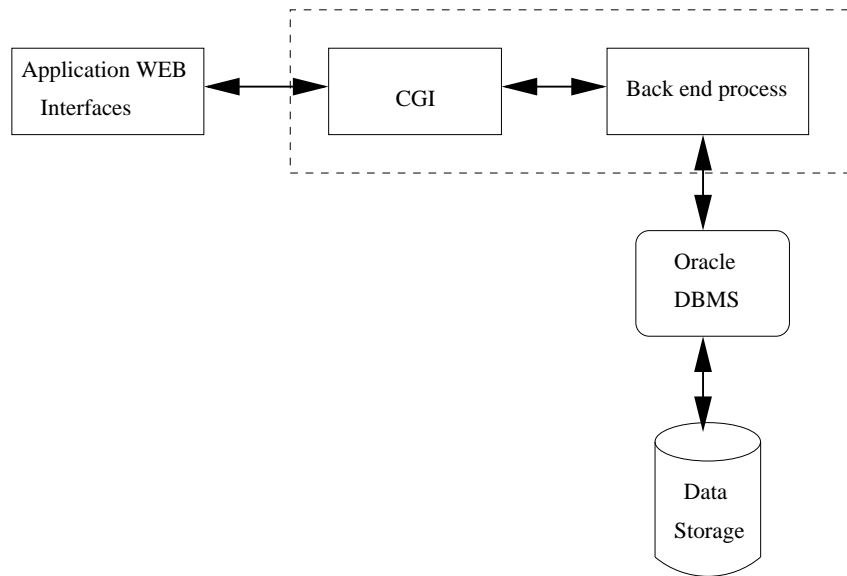 Application WEB
Interfaces
CGI
Back end process
Oracle
DBMS
Data
Storage